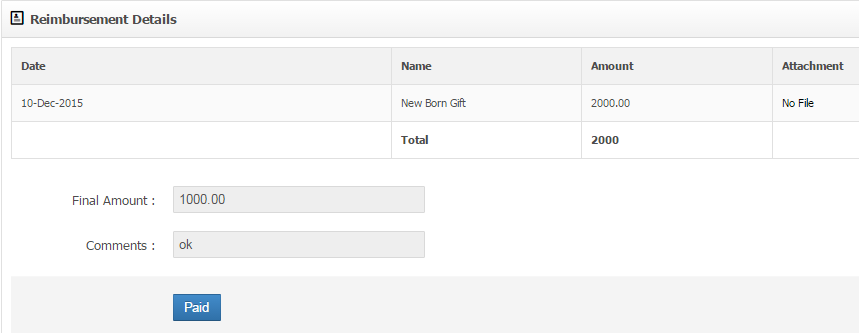 Reimbursement Details
Date Name Amount Attachment
10-Dec-2015 New Born Gift 2000.00 No File
Total 2000
Final Amount : 1000.00
Comments : ok
Paid